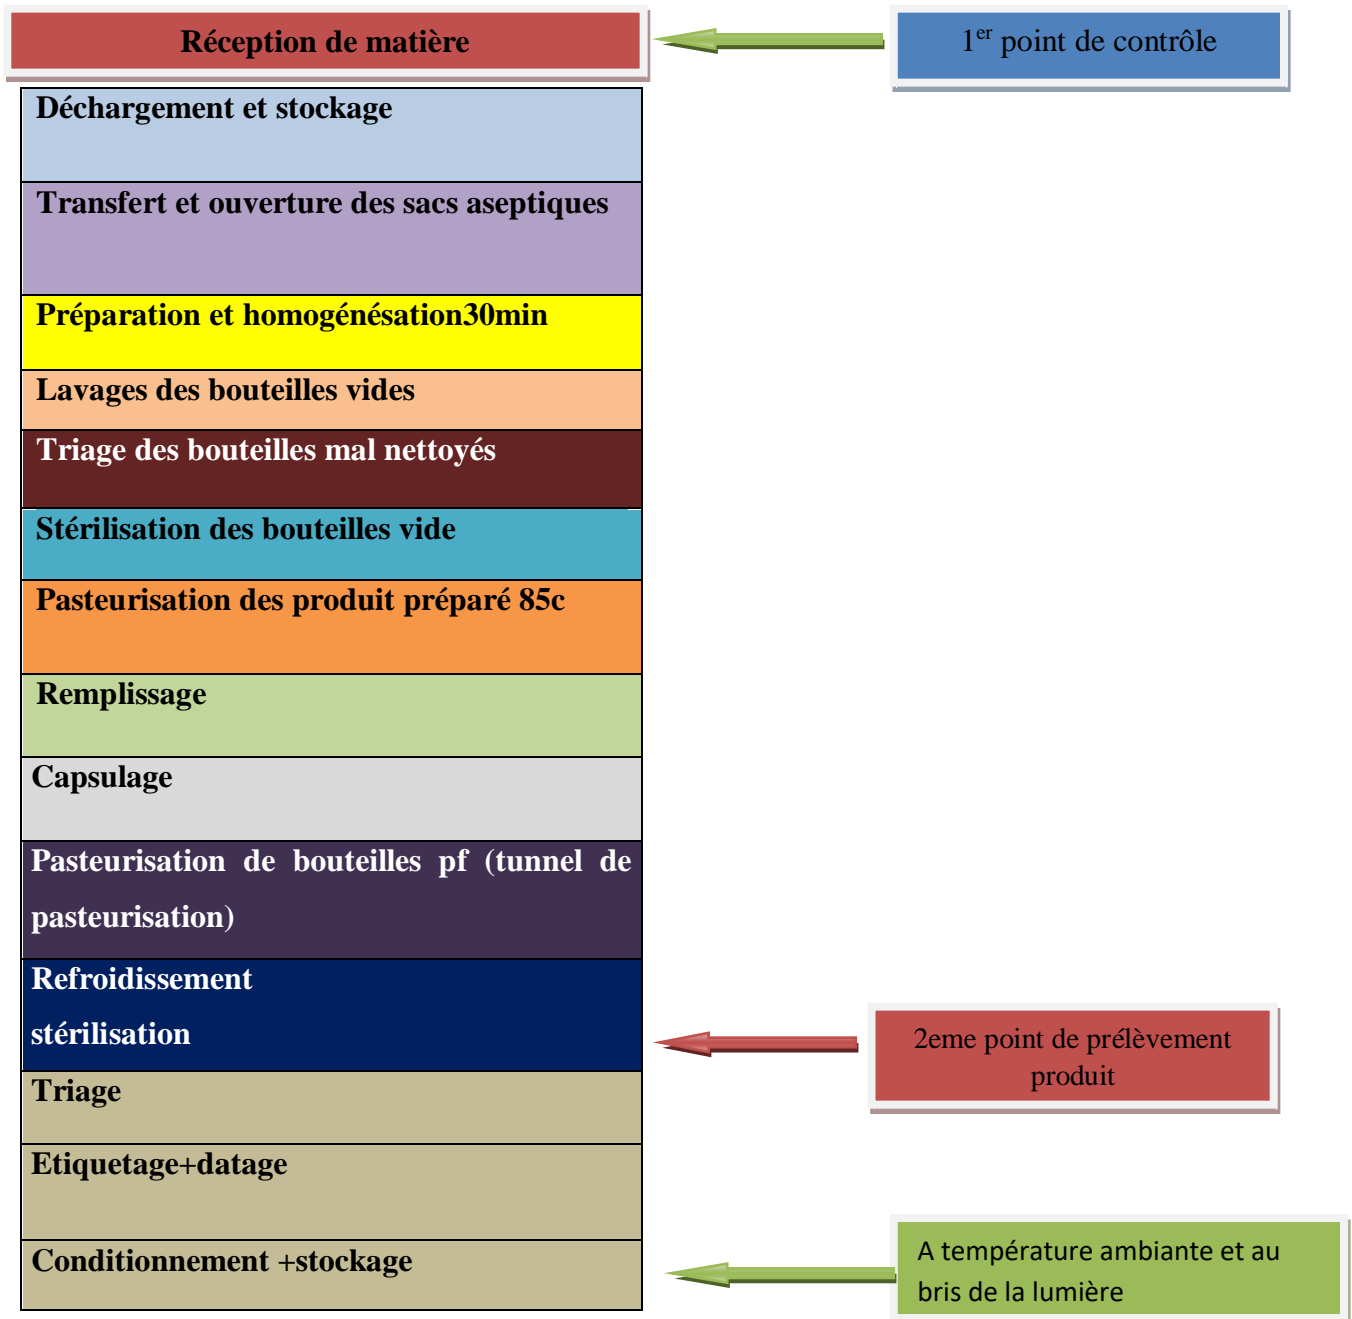 Réception de matière
1er point de contrôle
Déchargement et stockage
Transfert et ouverture des sacs aseptiques
Préparation et homogénésation30min
Lavages des bouteilles vides
Triage des bouteilles mal nettoyés
Stérilisation des bouteilles vide
Pasteurisation des produit préparé 85c
Remplissage
Capsulage
Pasteurisation de bouteilles pf (tunnel de
pasteurisation)
Refroidissement
stérilisation
2eme point de prélèvement
produit
Triage
Etiquetage+datage
Conditionnement +stockage
A température ambiante et au
bris de la lumière